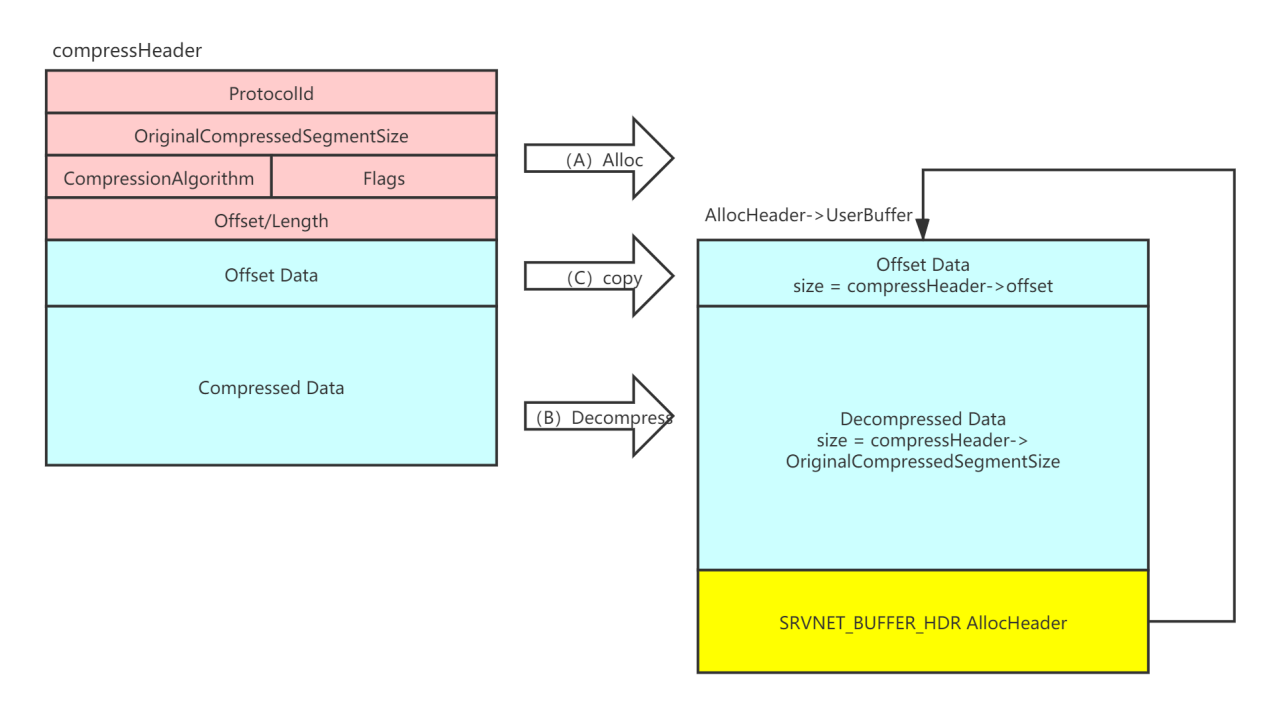 compressHeader
ProtocolId
OriginalCompressedSegmentSize
CompressionAlgorithm
Flags
Offset/Length
Offset Data
Compressed Data
（A）Alloc
（C）copy
（B）Decompress
AllocHeader->UserBuffer
Offset Data
size = compressHeader->offset
Decompressed Data
size = compressHeader->
OriginalCompressedSegmentSize
SRVNET_BUFFER_HDR AllocHeader